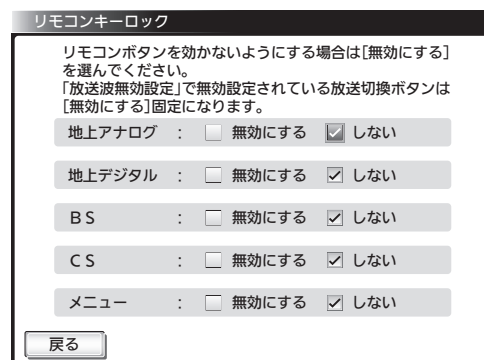 リモコンキーロック
リモコンボタンを効かないようにする場合は[無効にする]
を選んでください。
「放送波無効設定」で無効設定されている放送切換ボタンは
[無効にする]固定になります。
地上アナログ : 無効にする しない
地上デジタル : 無効にする しない
BS : 無効にする しない
CS : 無効にする しない
メニュー : 無効にする しない
戻る